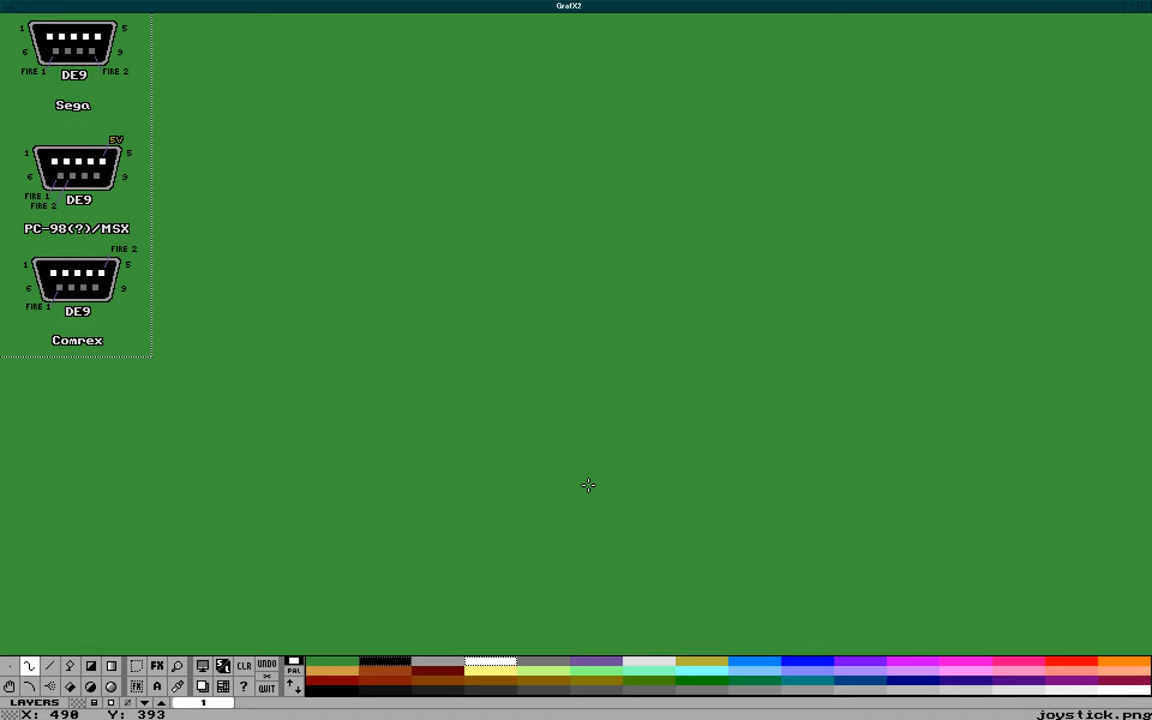 GrafX2
1 5
6 9
FIRE 1 DE9 FIRE 2
Sega
5V
1 5
6 9
FIRE 1 DE9
FIRE 2
PC-98(?)/MSX
FIRE 2
1 5
6 9
FIRE 1 DE9
Comrex
FX CLR UNDO PAL
A ? QUIT
LAYERS 1
X: 490 Y: 393 joystick.png